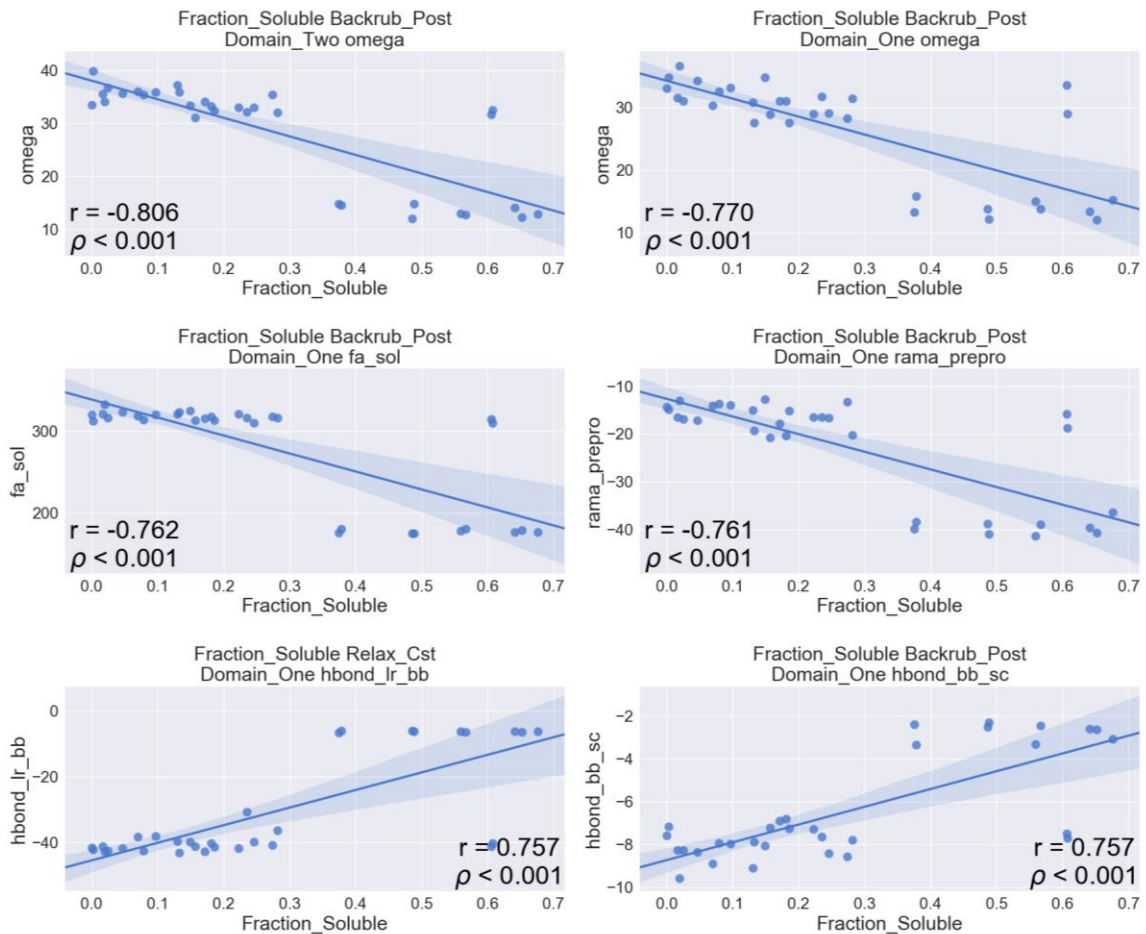 Fraction_Soluble Backrub_Post
Domain_Two omega
40
30
20
10
omega
r = -0.806
ρ < 0.001
0.0 0.1 0.2 0.3 0.4 0.5 0.6 0.7
Fraction_Soluble
Fraction_Soluble Backrub_Post
Domain_One omega
30
20
10
omega
r = -0.770
ρ < 0.001
0.0 0.1 0.2 0.3 0.4 0.5 0.6 0.7
Fraction_Soluble
Fraction_Soluble Backrub_Post
Domain_One fa_sol
300
200
fa_sol
r = -0.762
ρ < 0.001
0.0 0.1 0.2 0.3 0.4 0.5 0.6 0.7
Fraction_Soluble
Fraction_Soluble Backrub_Post
Domain_One rama_prepro
−10
−20
−30
−40
rama_prepro
r = -0.761
ρ < 0.001
0.0 0.1 0.2 0.3 0.4 0.5 0.6 0.7
Fraction_Soluble
Fraction_Soluble Relax_Cst
Domain_One hbond_lr_bb
0
−20
−40
hbond_lr_bb
r = 0.757
ρ < 0.001
0.0 0.1 0.2 0.3 0.4 0.5 0.6 0.7
Fraction_Soluble
Fraction_Soluble Backrub_Post
Domain_One hbond_bb_sc
−2
−4
−6
−8
−10
hbond_bb_sc
r = 0.757
ρ < 0.001
0.0 0.1 0.2 0.3 0.4 0.5 0.6 0.7
Fraction_Soluble